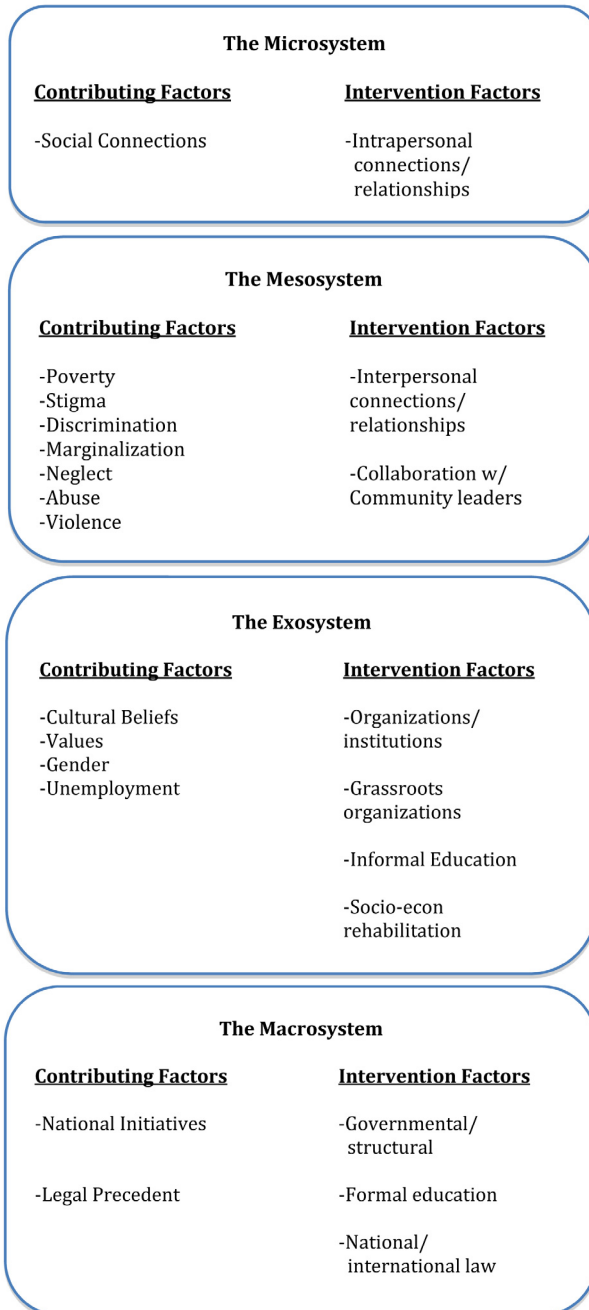 The Microsystem
Contributing Factors
-Social Connections
Intervention Factors
-Intrapersonal
connections/
relationships
The Mesosystem
Contributing Factors
-Poverty
-Stigma
-Discrimination
-Marginalization
-Neglect
-Abuse
-Violence
Intervention Factors
-Interpersonal
connections/
relationships
-Collaboration w/
Community leaders
The Exosystem
Contributing Factors
-Cultural Beliefs
-Values
-Gender
-Unemployment
Intervention Factors
-Organizations/
institutions
-Grassroots
organizations
-Informal Education
-Socio-econ
rehabilitation
The Macrosystem
Contributing Factors
-National Initiatives
-Legal Precedent
Intervention Factors
-Governmental/
structural
-Formal education
-National/
international law